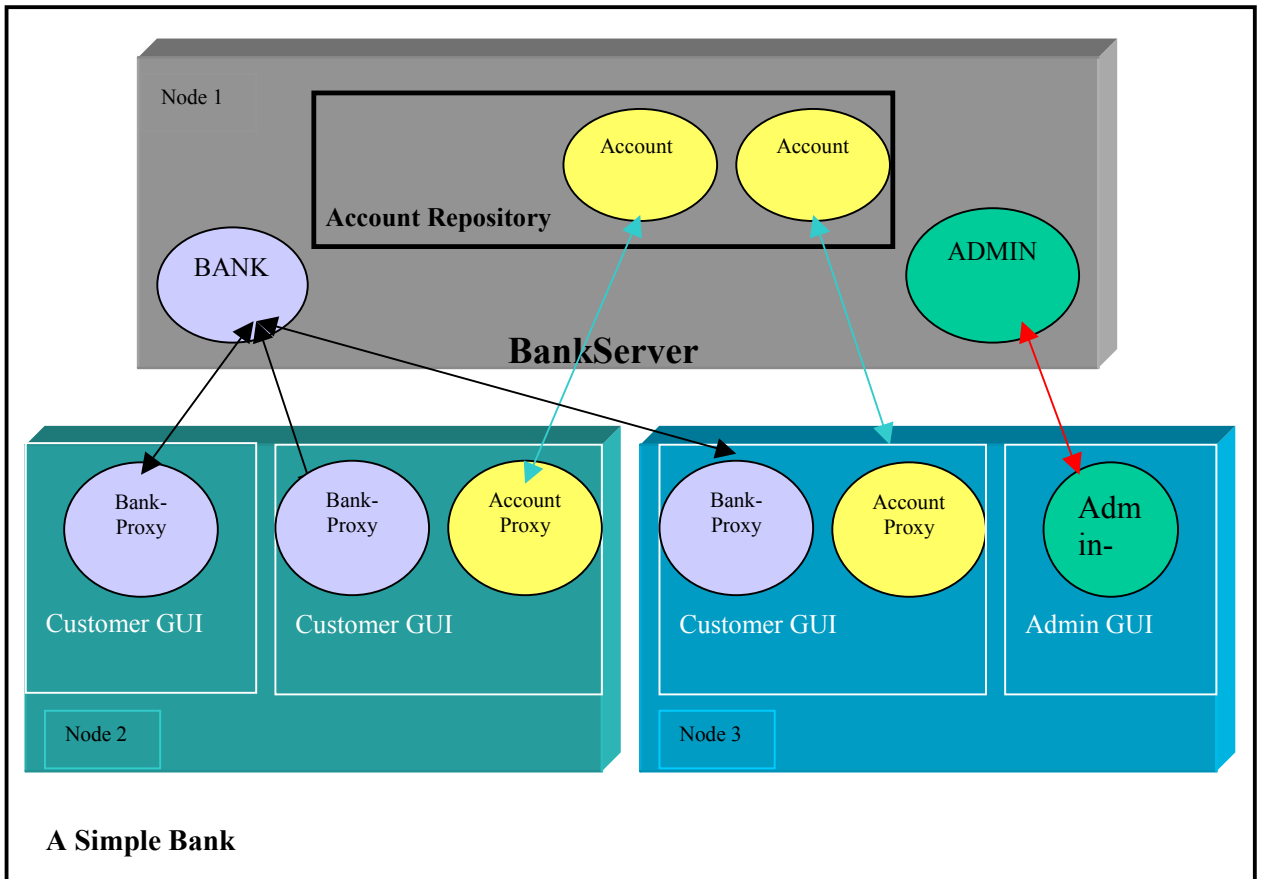 Node 1
Account
Account
Account Repository
BANK
ADMIN
BankServer
Bank-
Proxy
Bank-
Proxy
Account
Proxy
Bank-
Proxy
Account
Proxy
Adm
in-
Customer GUI
Customer GUI
Customer GUI
Admin GUI
Node 2
Node 3
A Simple Bank